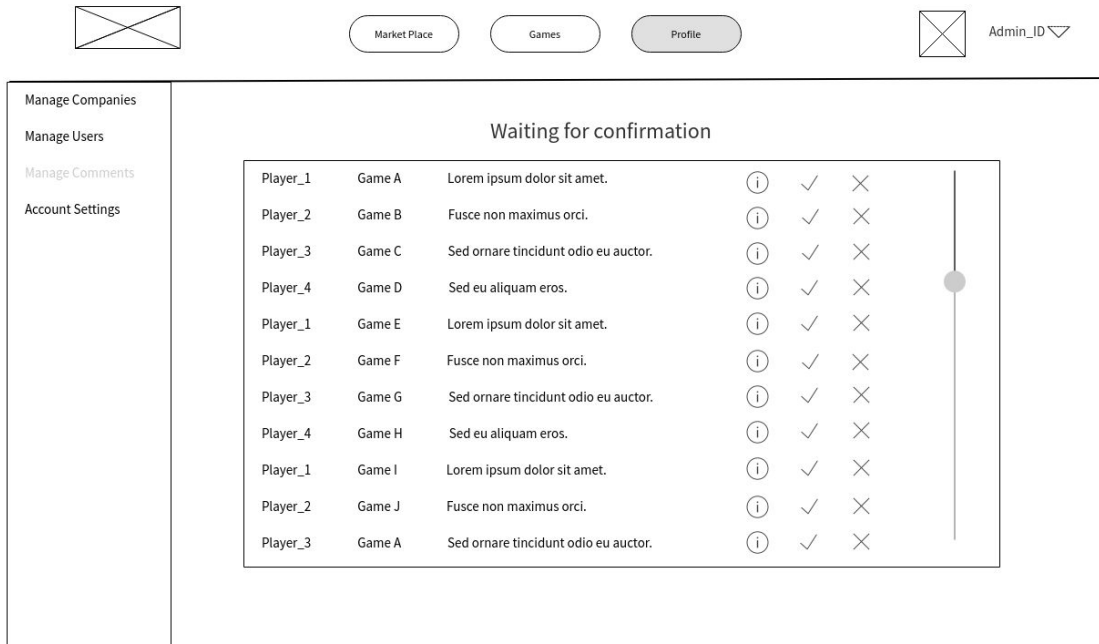 Market Place Games Profile Admin_ID
Manage Companies
Manage Users
Manage Comments
Account Settings
Waiting for confirmation
Player_1 Game A Lorem ipsum dolor sit amet.
Player_2 Game B Fusce non maximus orci.
Player_3 Game C Sed ornare tincidunt odio eu auctor.
Player_4 Game D Sed eu aliquam eros.
Player_1 Game E Lorem ipsum dolor sit amet.
Player_2 Game F Fusce non maximus orci.
Player_3 Game G Sed ornare tincidunt odio eu auctor.
Player_4 Game H Sed eu aliquam eros.
Player_1 Game I Lorem ipsum dolor sit amet.
Player_2 Game J Fusce non maximus orci.
Player_3 Game A Sed ornare tincidunt odio eu auctor.